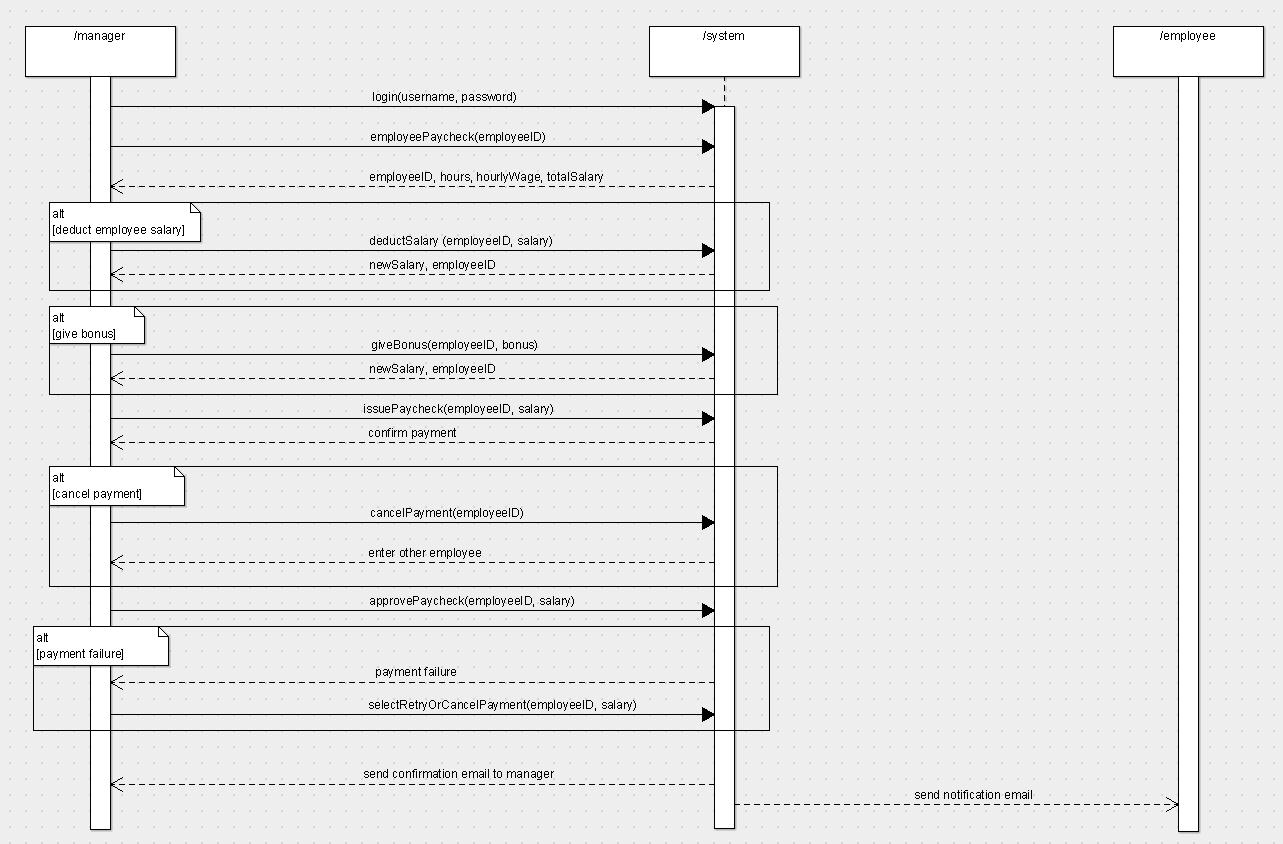 /manager
/system
/employee
login(username, password)
employeePaycheck(employeeID)
employeeID, hours, hourlyWage, totalSalary
alt
[deduct employee salary]
deductSalary (employeeID, salary)
newSalary, employeeID
alt
[give bonus]
giveBonus(employeeID, bonus)
newSalary, employeeID
issuePaycheck(employeeID, salary)
confirm payment
alt
[cancel payment]
cancelPayment(employeeID)
enter other employee
approvePaycheck(employeeID, salary)
alt
[payment failure]
payment failure
selectRetryOrCancelPayment(employeeID, salary)
send confirmation email to manager
send notification email